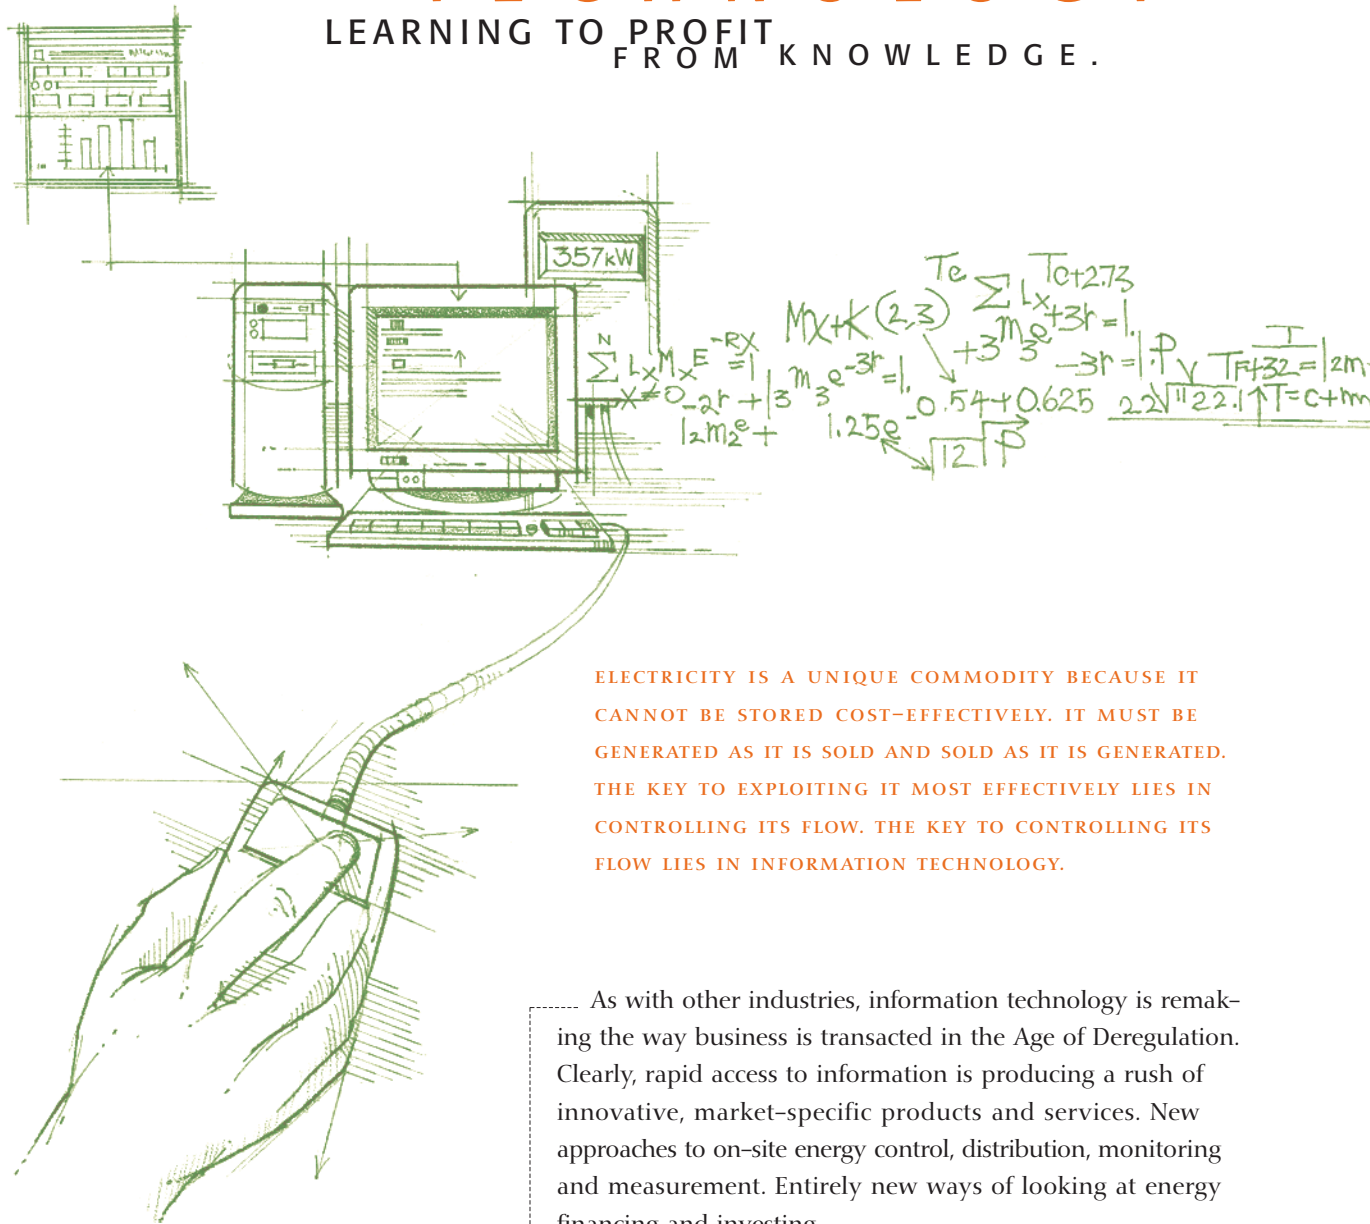 LEARNING TO PROFIT
FROM KNOWLEDGE.
357kW
ELECTRICITY IS A UNIQUE COMMODITY BECAUSE IT
CANNOT BE STORED COST–EFFECTIVELY. IT MUST BE
GENERATED AS IT IS SOLD AND SOLD AS IT IS GENERATED.
THE KEY TO EXPLOITING IT MOST EFFECTIVELY LIES IN
CONTROLLING ITS FLOW. THE KEY TO CONTROLLING ITS
FLOW LIES IN INFORMATION TECHNOLOGY.
As with other industries, information technology is remak–
ing the way business is transacted in the Age of Deregulation.
Clearly, rapid access to information is producing a rush of
innovative, market–specific products and services. New
approaches to on–site energy control, distribution, monitoring
and measurement. Entirely new ways of looking at energy
financing and investing.